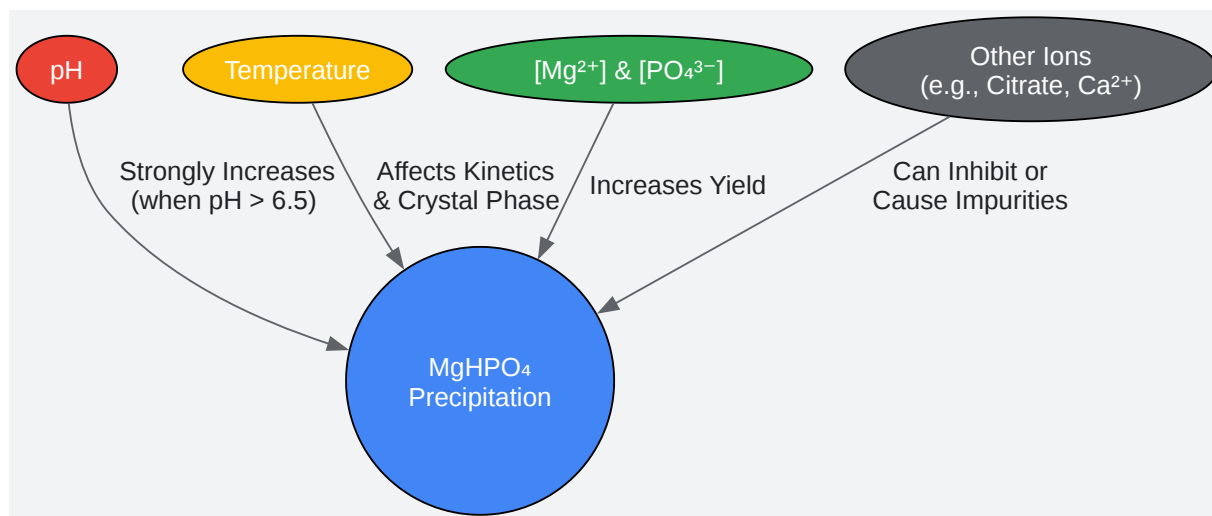 pH
Temperature
[Mg²⁺] & [PO₄³⁻]
Other Ions
(e.g., Citrate, Ca²⁺)
Strongly Increases
(when pH > 6.5)
Affects Kinetics
& Crystal Phase
Increases Yield
Can Inhibit or
Cause Impurities
MgHPO₄
Precipitation